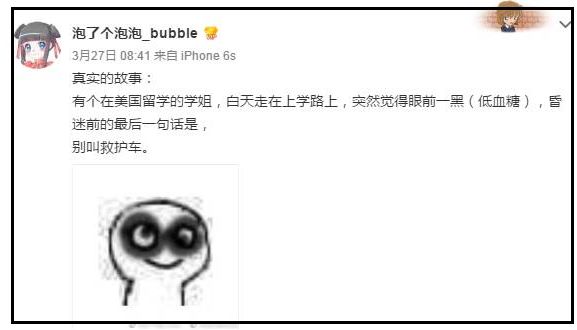 泡了个泡泡_bubble
3月27日 08:41 来自 iPhone 6s
真实的故事：
有个在美国留学的学姐，白天走在上学路上，突然觉得眼前一黑（低血糖），昏
迷前的最后一句话是，
别叫救护车。